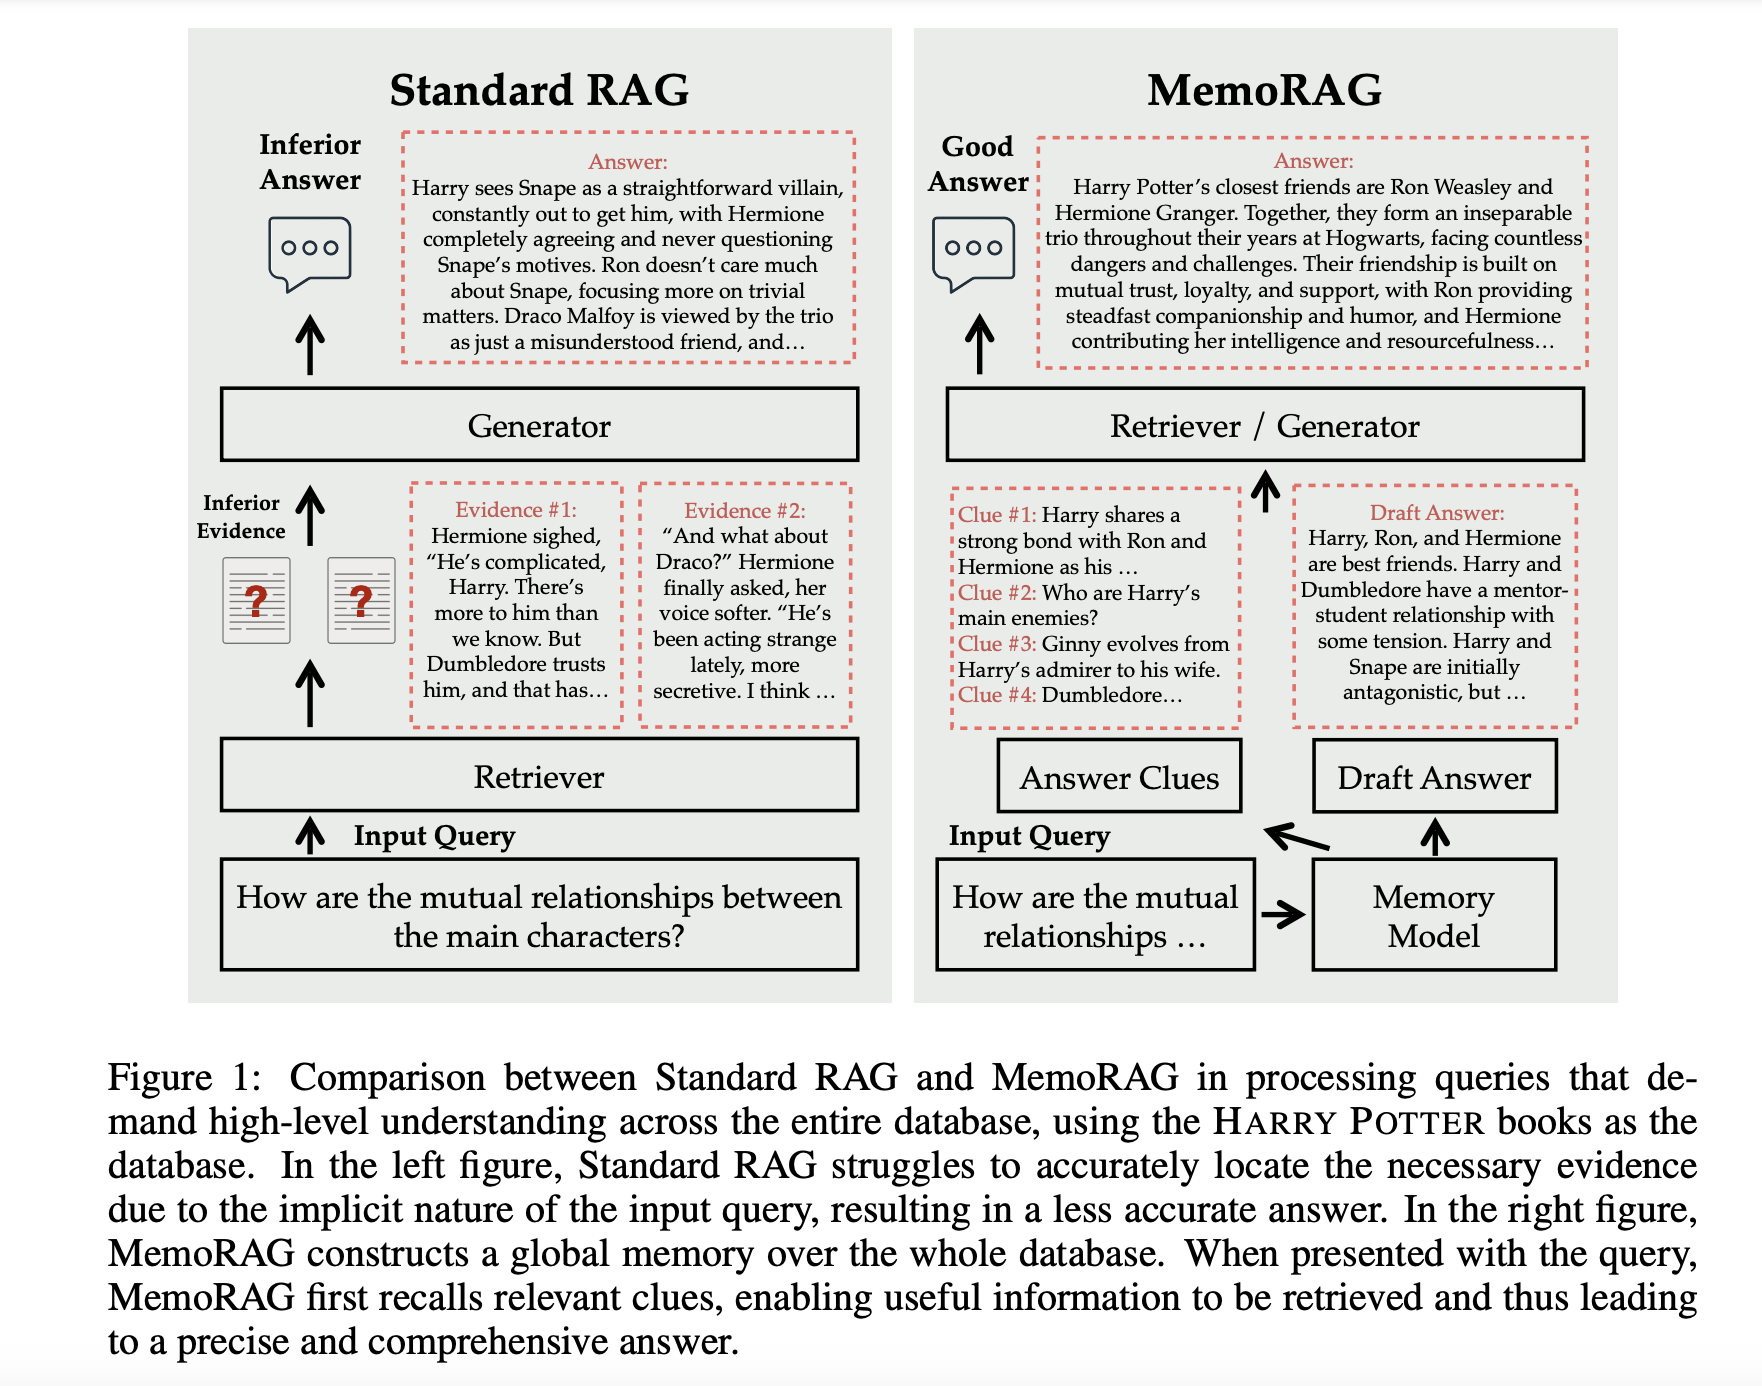 Standard RAG
Inferior
Answer
Answer:
Harry sees Snape as a straightforward villain,
constantly out to get him, with Hermione
completely agreeing and never questioning
Snape’s motives. Ron doesn’t care much
about Snape, focusing more on trivial
matters. Draco Malfoy is viewed by the trio
as just a misunderstood friend, and…
Generator
Inferior
Evidence
? ?
Evidence #1:
Hermione sighed,
“He’s complicated,
Harry. There’s
more to him than
we know. But
Dumbledore trusts
him, and that has…
Evidence #2:
“And what about
Draco?” Hermione
finally asked, her
voice softer. “He’s
been acting strange
lately, more
secretive. I think …
Retriever
Input Query
How are the mutual relationships between
the main characters?
MemoRAG
Good
Answer
Answer:
Harry Potter’s closest friends are Ron Weasley and
Hermione Granger. Together, they form an inseparable
trio throughout their years at Hogwarts, facing countless
dangers and challenges. Their friendship is built on
mutual trust, loyalty, and support, with Ron providing
steadfast companionship and humor, and Hermione
contributing her intelligence and resourcefulness…
Retriever / Generator
Clue #1: Harry shares a
strong bond with Ron and
Hermione as his …
Clue #2: Who are Harry’s
main enemies?
Clue #3: Ginny evolves from
Harry’s admirer to his wife.
Clue #4: Dumbledore…
Draft Answer:
Harry, Ron, and Hermione
are best friends. Harry and
Dumbledore have a mentor-
student relationship with
some tension. Harry and
Snape are initially
antagonistic, but …
Answer Clues
Draft Answer
Input Query
How are the mutual
relationships …
Memory
Model
Figure 1: Comparison between Standard RAG and MemoRAG in processing queries that de-
mand high-level understanding across the entire database, using the HARRY POTTER books as the
database. In the left figure, Standard RAG struggles to accurately locate the necessary evidence
due to the implicit nature of the input query, resulting in a less accurate answer. In the right figure,
MemoRAG constructs a global memory over the whole database. When presented with the query,
MemoRAG first recalls relevant clues, enabling useful information to be retrieved and thus leading
to a precise and comprehensive answer.